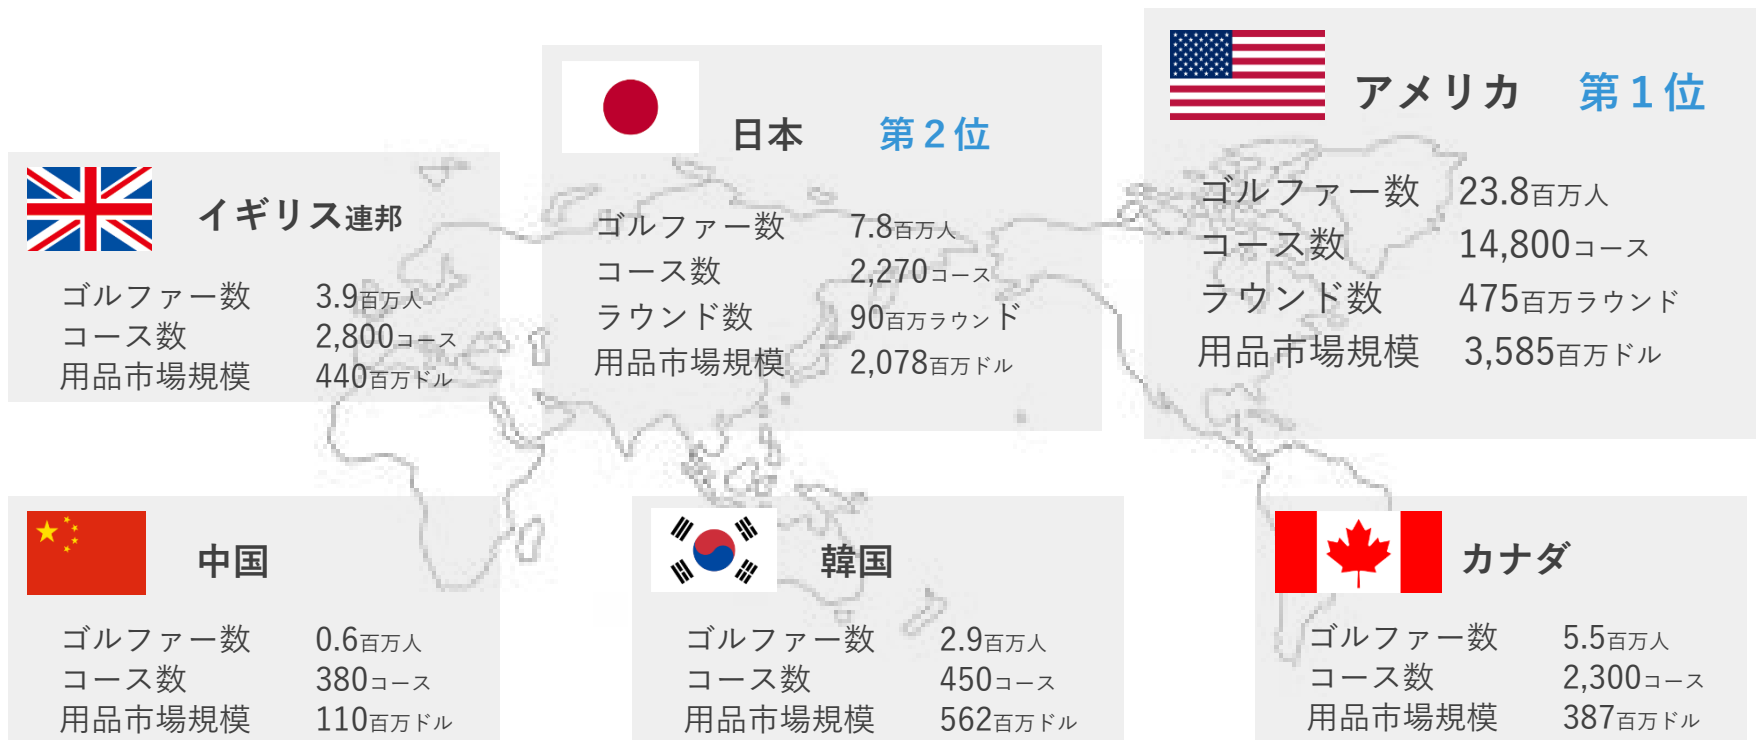 アメリカ 第1位
ゴルファー数 23.8百万人
コース数 14,800コース
ラウンド数 475百万ラウンド
用品市場規模 3,585百万ドル
日本 第2位
ゴルファー数 7.8百万人
コース数 2,270コース
ラウンド数 90百万ラウンド
用品市場規模 2,078百万ドル
イギリス連邦
ゴルファー数 3.9百万人
コース数 2,800コース
用品市場規模 440百万ドル
中国
ゴルファー数 0.6百万人
コース数 380コース
用品市場規模 110百万ドル
韓国
ゴルファー数 2.9百万人
コース数 450コース
用品市場規模 562百万ドル
カナダ
ゴルファー数 5.5百万人
コース数 2,300コース
用品市場規模 387百万ドル